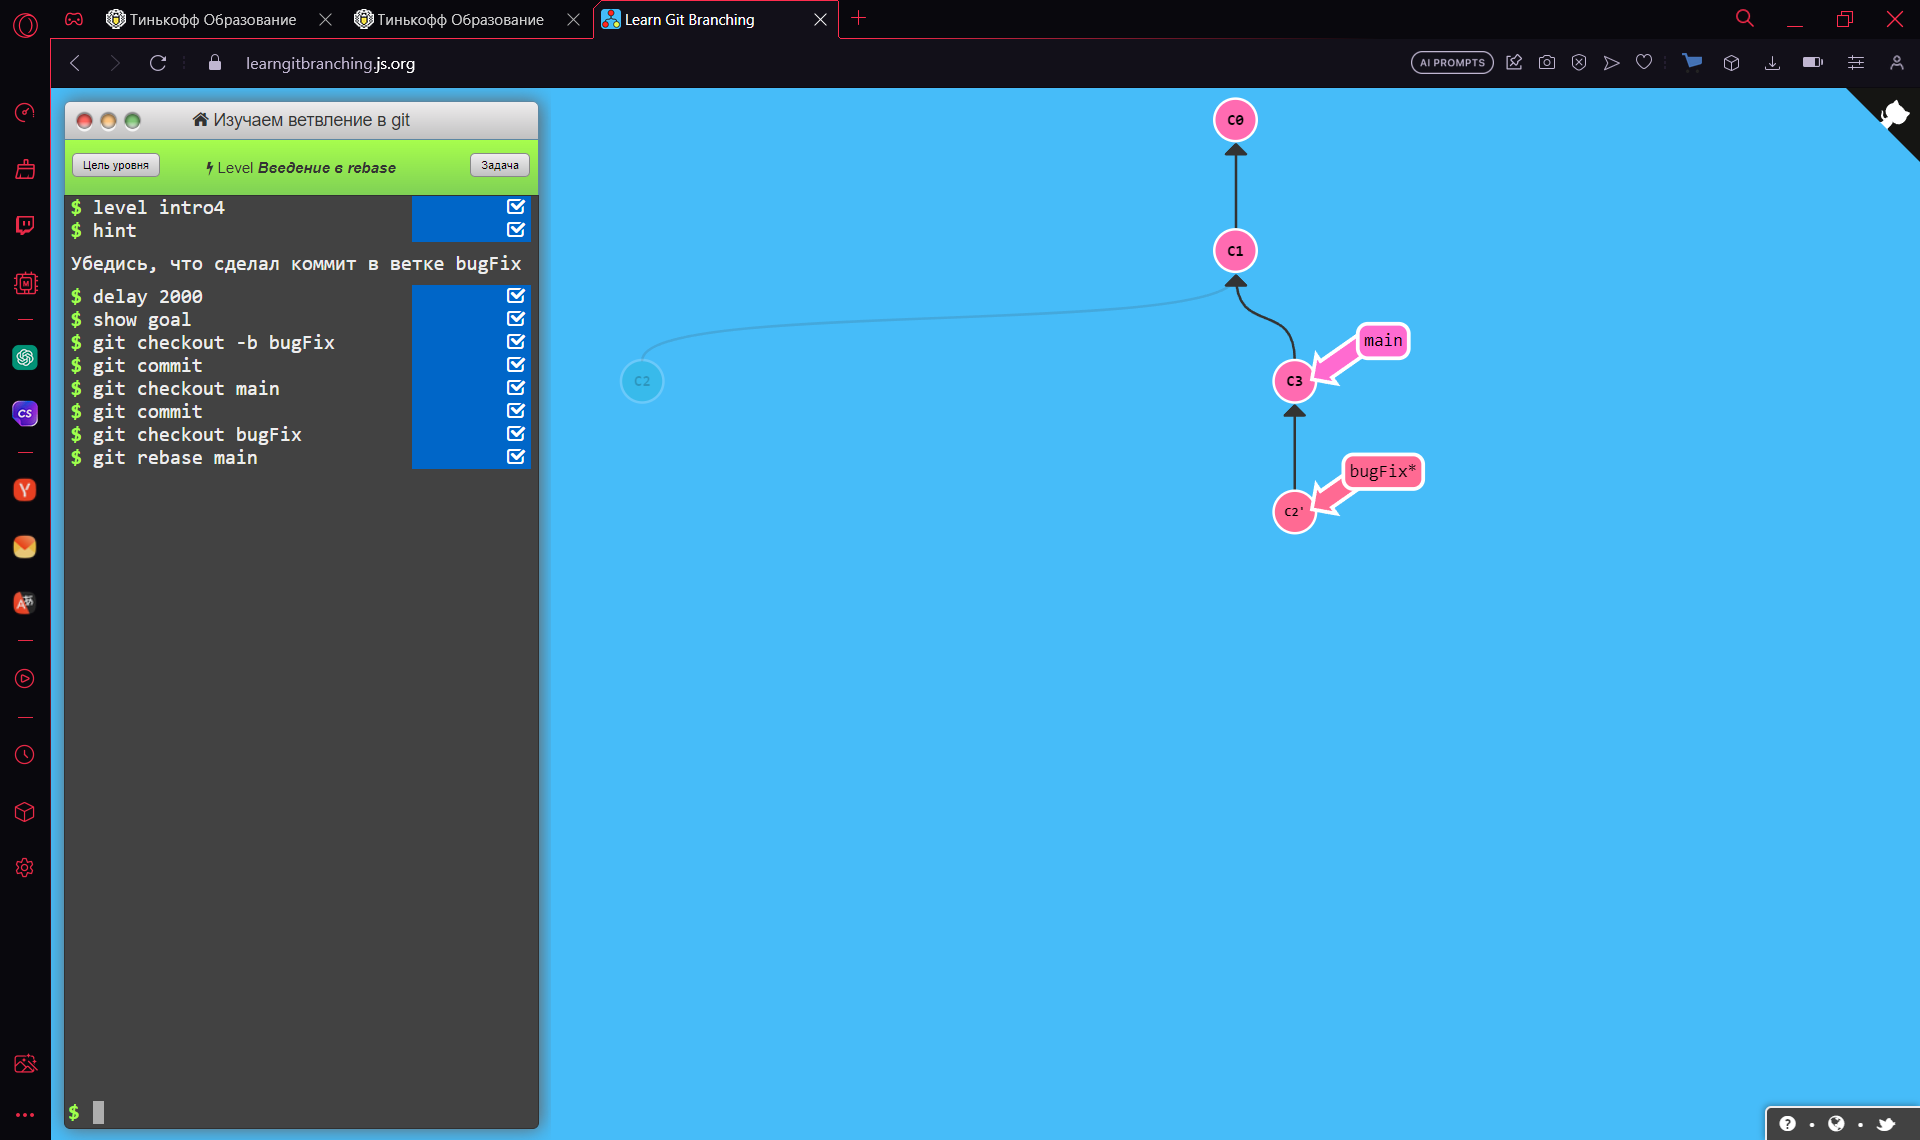 Тинькофф Образование
Тинькофф Образование
Learn Git Branching
learngitbranching.js.org
AI PROMPTS
Изучаем ветвление в git
Цель уровня
Level Введение в rebase
Задача
$ level intro4
$ hint
Убедись, что сделал коммит в ветке bugFix
$ delay 2000
$ show goal
$ git checkout -b bugFix
$ git commit
$ git checkout main
$ git commit
$ git checkout bugFix
$ git rebase main
$
C0
C1
main
C2
C3
bugFix*
C2'
CS
M
Y